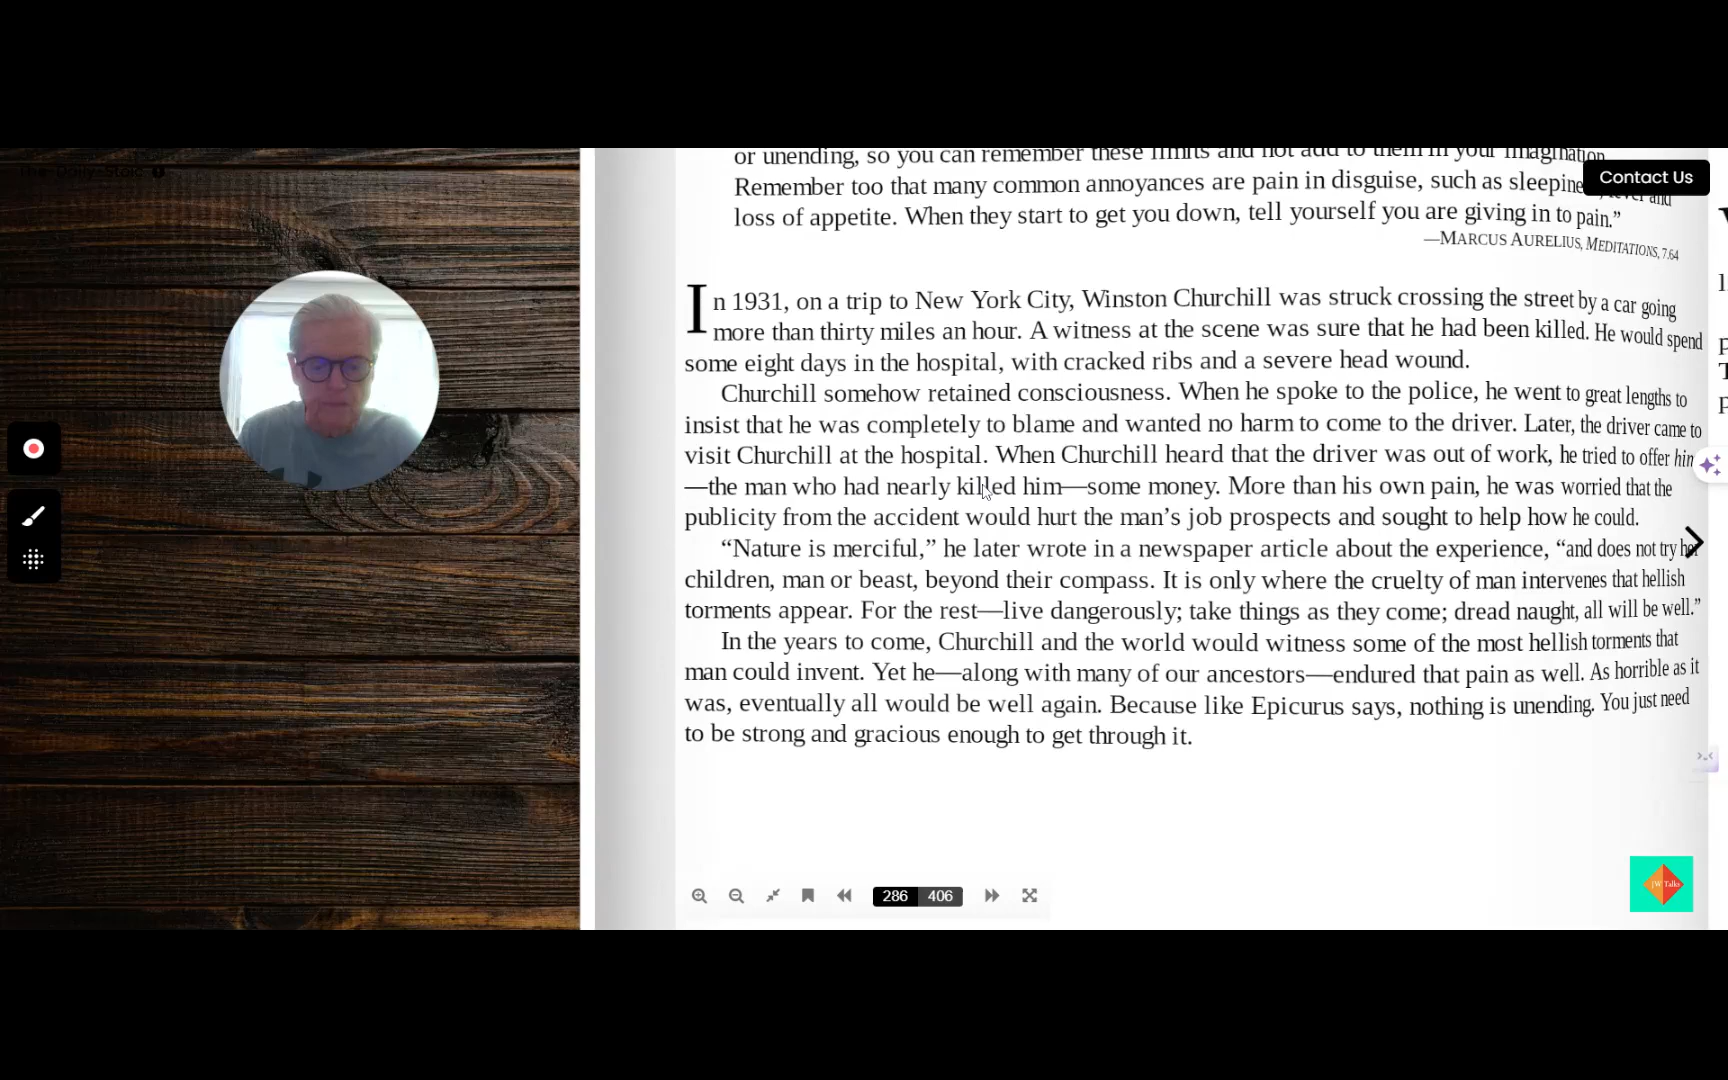 The Daily-Stoic
or unending, so you can remember these limits and not add to them in your imagination.
Contact Us
Remember too that many common annoyances are pain in disguise, such as sleepine fever and
loss of appetite. When they start to get you down, tell yourself you are giving in to pain.”
—MARCUS AURELIUS, MEDITATIONS, 7.64
In 1931, on a trip to New York City, Winston Churchill was struck crossing the street by a car going
more than thirty miles an hour. A witness at the scene was sure that he had been killed. He would spend
some eight days in the hospital, with cracked ribs and a severe head wound.
Churchill somehow retained consciousness. When he spoke to the police, he went to great lengths to
insist that he was completely to blame and wanted no harm to come to the driver. Later, the driver came to
visit Churchill at the hospital. When Churchill heard that the driver was out of work, he tried to offer him
—the man who had nearly killed him—some money. More than his own pain, he was worried that the
publicity from the accident would hurt the man’s job prospects and sought to help how he could.
“Nature is merciful,” he later wrote in a newspaper article about the experience, “and does not try her
children, man or beast, beyond their compass. It is only where the cruelty of man intervenes that hellish
torments appear. For the rest—live dangerously; take things as they come; dread naught, all will be well.”
In the years to come, Churchill and the world would witness some of the most hellish torments that
man could invent. Yet he—along with many of our ancestors—endured that pain as well. As horrible as it
was, eventually all would be well again. Because like Epicurus says, nothing is unending. You just need
to be strong and gracious enough to get through it.
286 406
JW Talks